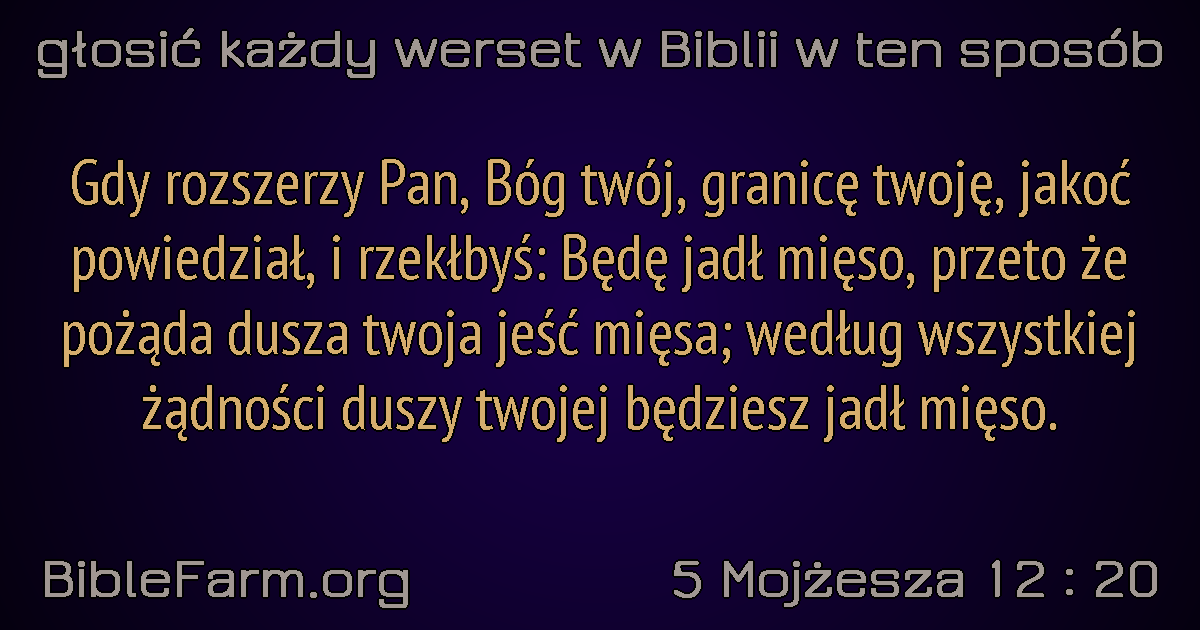 głosić każdy werset w Biblii w ten sposób
Gdy rozszerzy Pan, Bóg twój, granicę twoję, jakoć
powiedział, i rzekłbyś: Będę jadł mięso, przeto że
pożąda dusza twoja jeść mięsa; według wszystkiej
żądności duszy twojej będziesz jadł mięso.
BibleFarm.org
5 Mojżesza 12 : 20